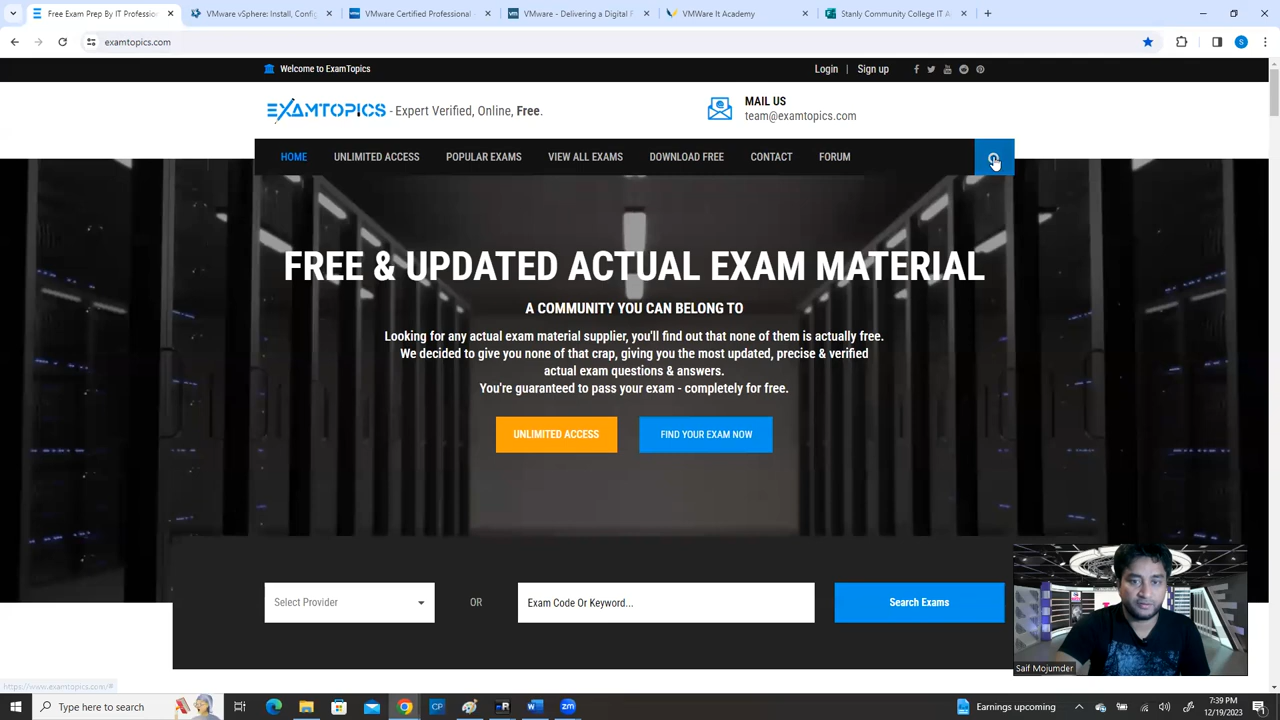 Free Exam Prep By IT Professio
VMware vSphere: Install, Config
VMware Certified Professional
VMware - Delivering a Digital F
VMWare It Academy
Stanly Community College IT A
examtopics.com
S
Welcome to ExamTopics
Login | Sign up
EXAMTOPICS - Expert Verified, Online, Free.
MAIL US
team@examtopics.com
HOME UNLIMITED ACCESS POPULAR EXAMS VIEW ALL EXAMS DOWNLOAD FREE CONTACT FORUM
FREE & UPDATED ACTUAL EXAM MATERIAL
A COMMUNITY YOU CAN BELONG TO
Looking for any actual exam material supplier, you'll find out that none of them is actually free.
We decided to give you none of that crap, giving you the most updated, precise & verified
actual exam questions & answers.
You're guaranteed to pass your exam - completely for free.
UNLIMITED ACCESS FIND YOUR EXAM NOW
Select Provider OR Exam Code Or Keyword... Search Exams
Saif Mojumder
https://www.examtopics.com/#
Type here to search
CP
Earnings upcoming
7:39 PM
12/19/2023